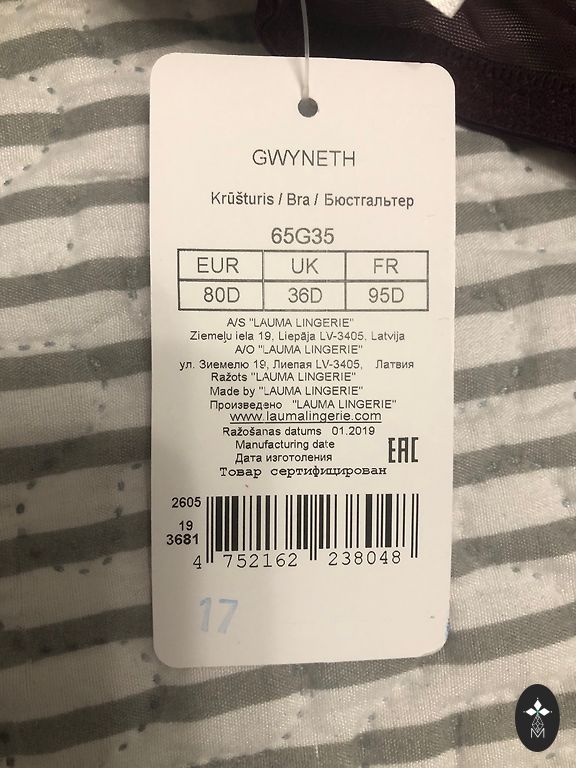 GWYNETH
Krūšturis / Bra / Бюстгальтер
65G35
EUR UK FR
80D 36D 95D
A/S "LAUMA LINGERIE"
Ziemeļu iela 19, Liepāja LV-3405, Latvija
A/O "LAUMA LINGERIE"
ул. Зиемелю 19, Лиепая LV-3405, Латвия
Ražots "LAUMA LINGERIE"
Made by "LAUMA LINGERIE"
Произведено "LAUMA LINGERIE"
www.laumalingerie.com
Ražošanas datums 01.2019
Manufacturing date
Дата изготоления
EAC
Товар сертифицирован
2605
19
3681
4 752162 238048
17
M